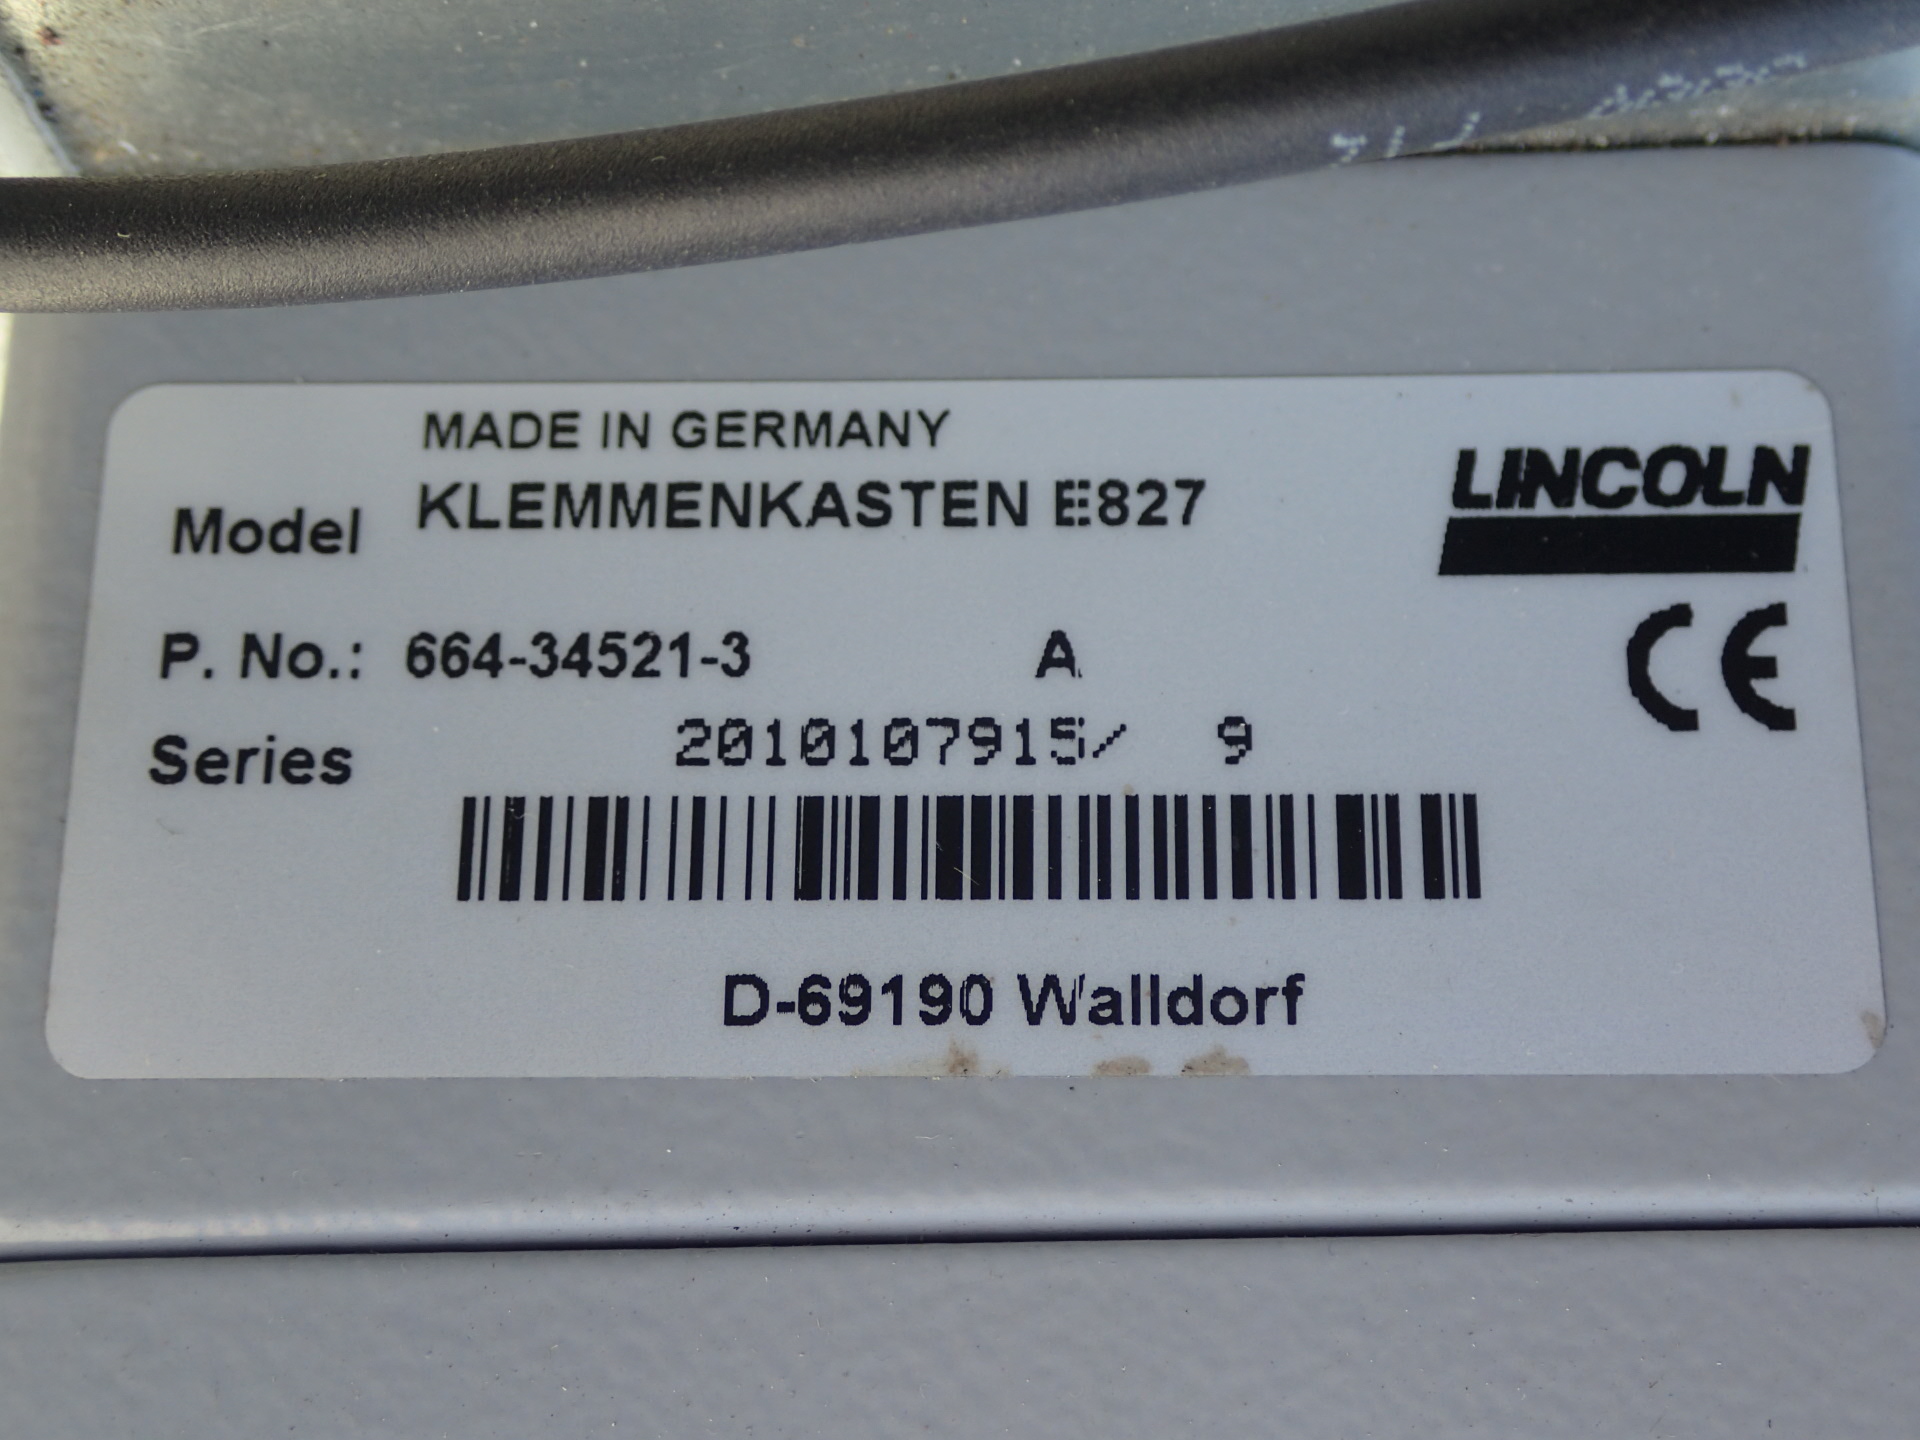 MADE IN GERMANY
Model KLEMMENKASTEN E827
LINCOLN
P. No.: 664-34521-3 A
CE
Series 2010107915/ 9
D-69190 Walldorf